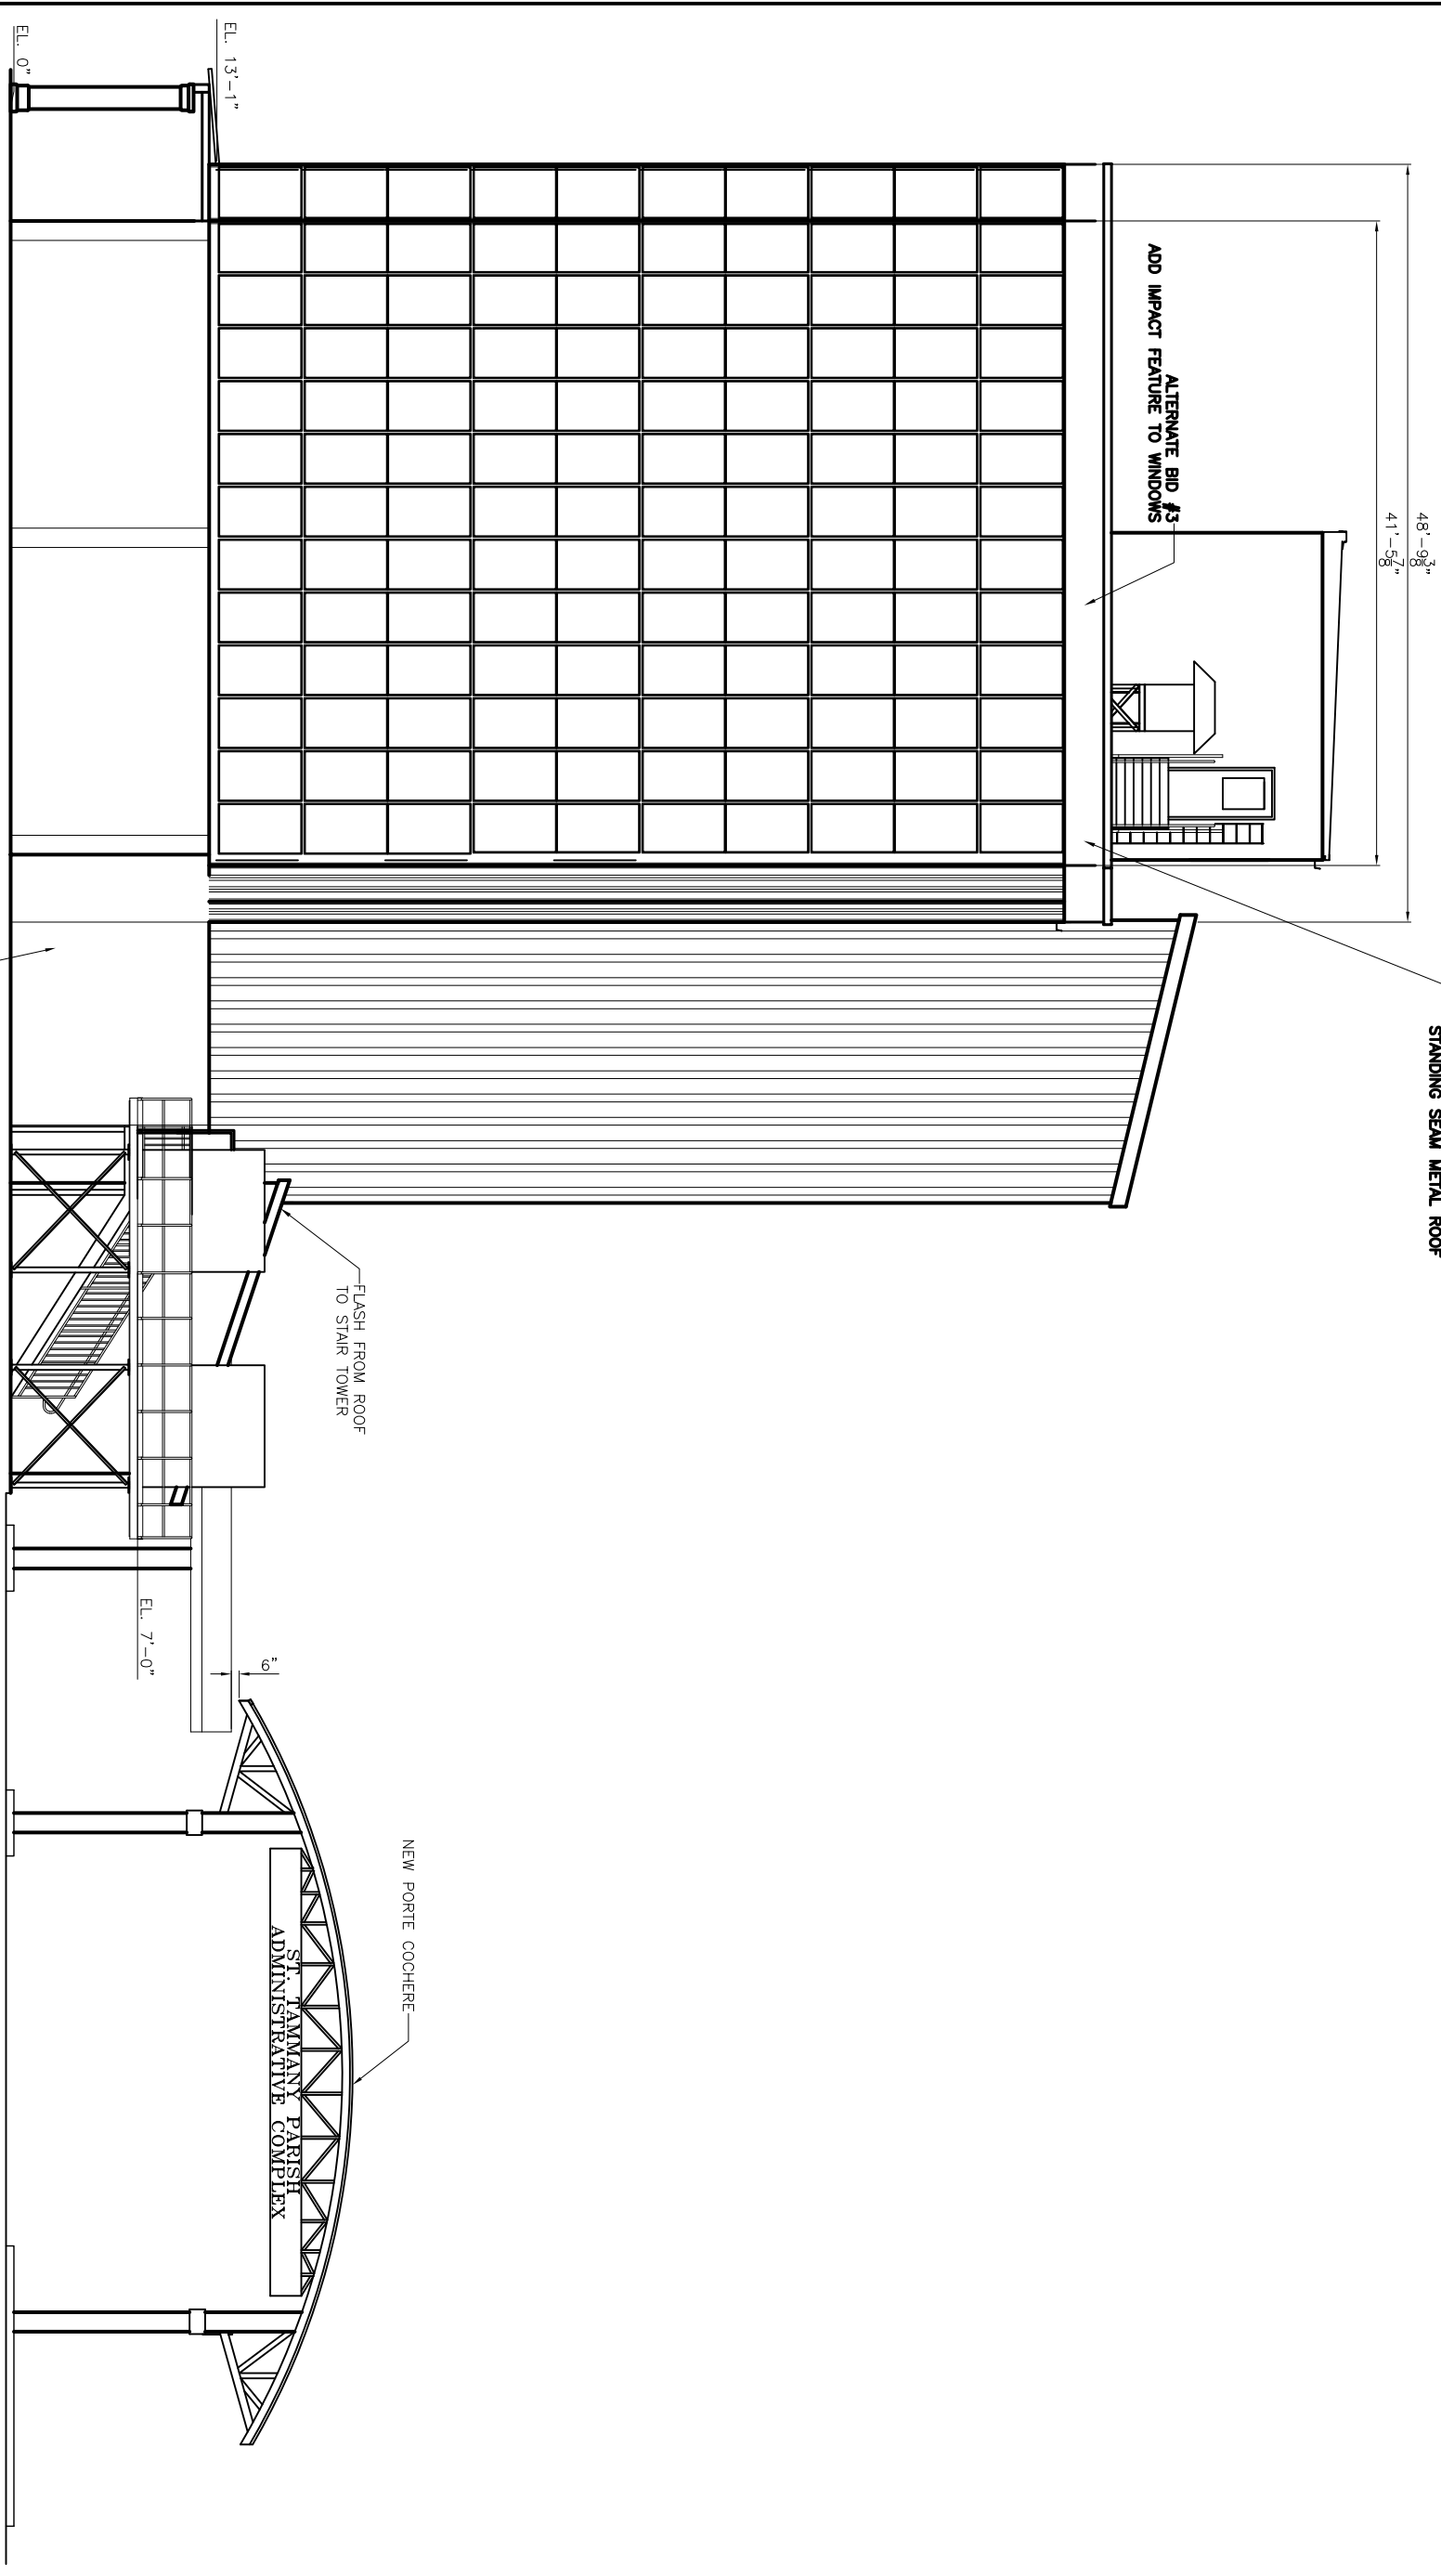 STANDING SEAM METAL ROOF
48'-9 3/8"
41'-5 7/8"
ALTERNATE BID #3
ADD IMPACT FEATURE TO WINDOWS
NEW PORTE COCHERE
FLASH FROM ROOF
TO STAIR TOWER
ST. TAMMANY PARISH
ADMINISTRATIVE COMPLEX
6"
EL. 13'-1"
EL. 7'-0"
EL. 0"